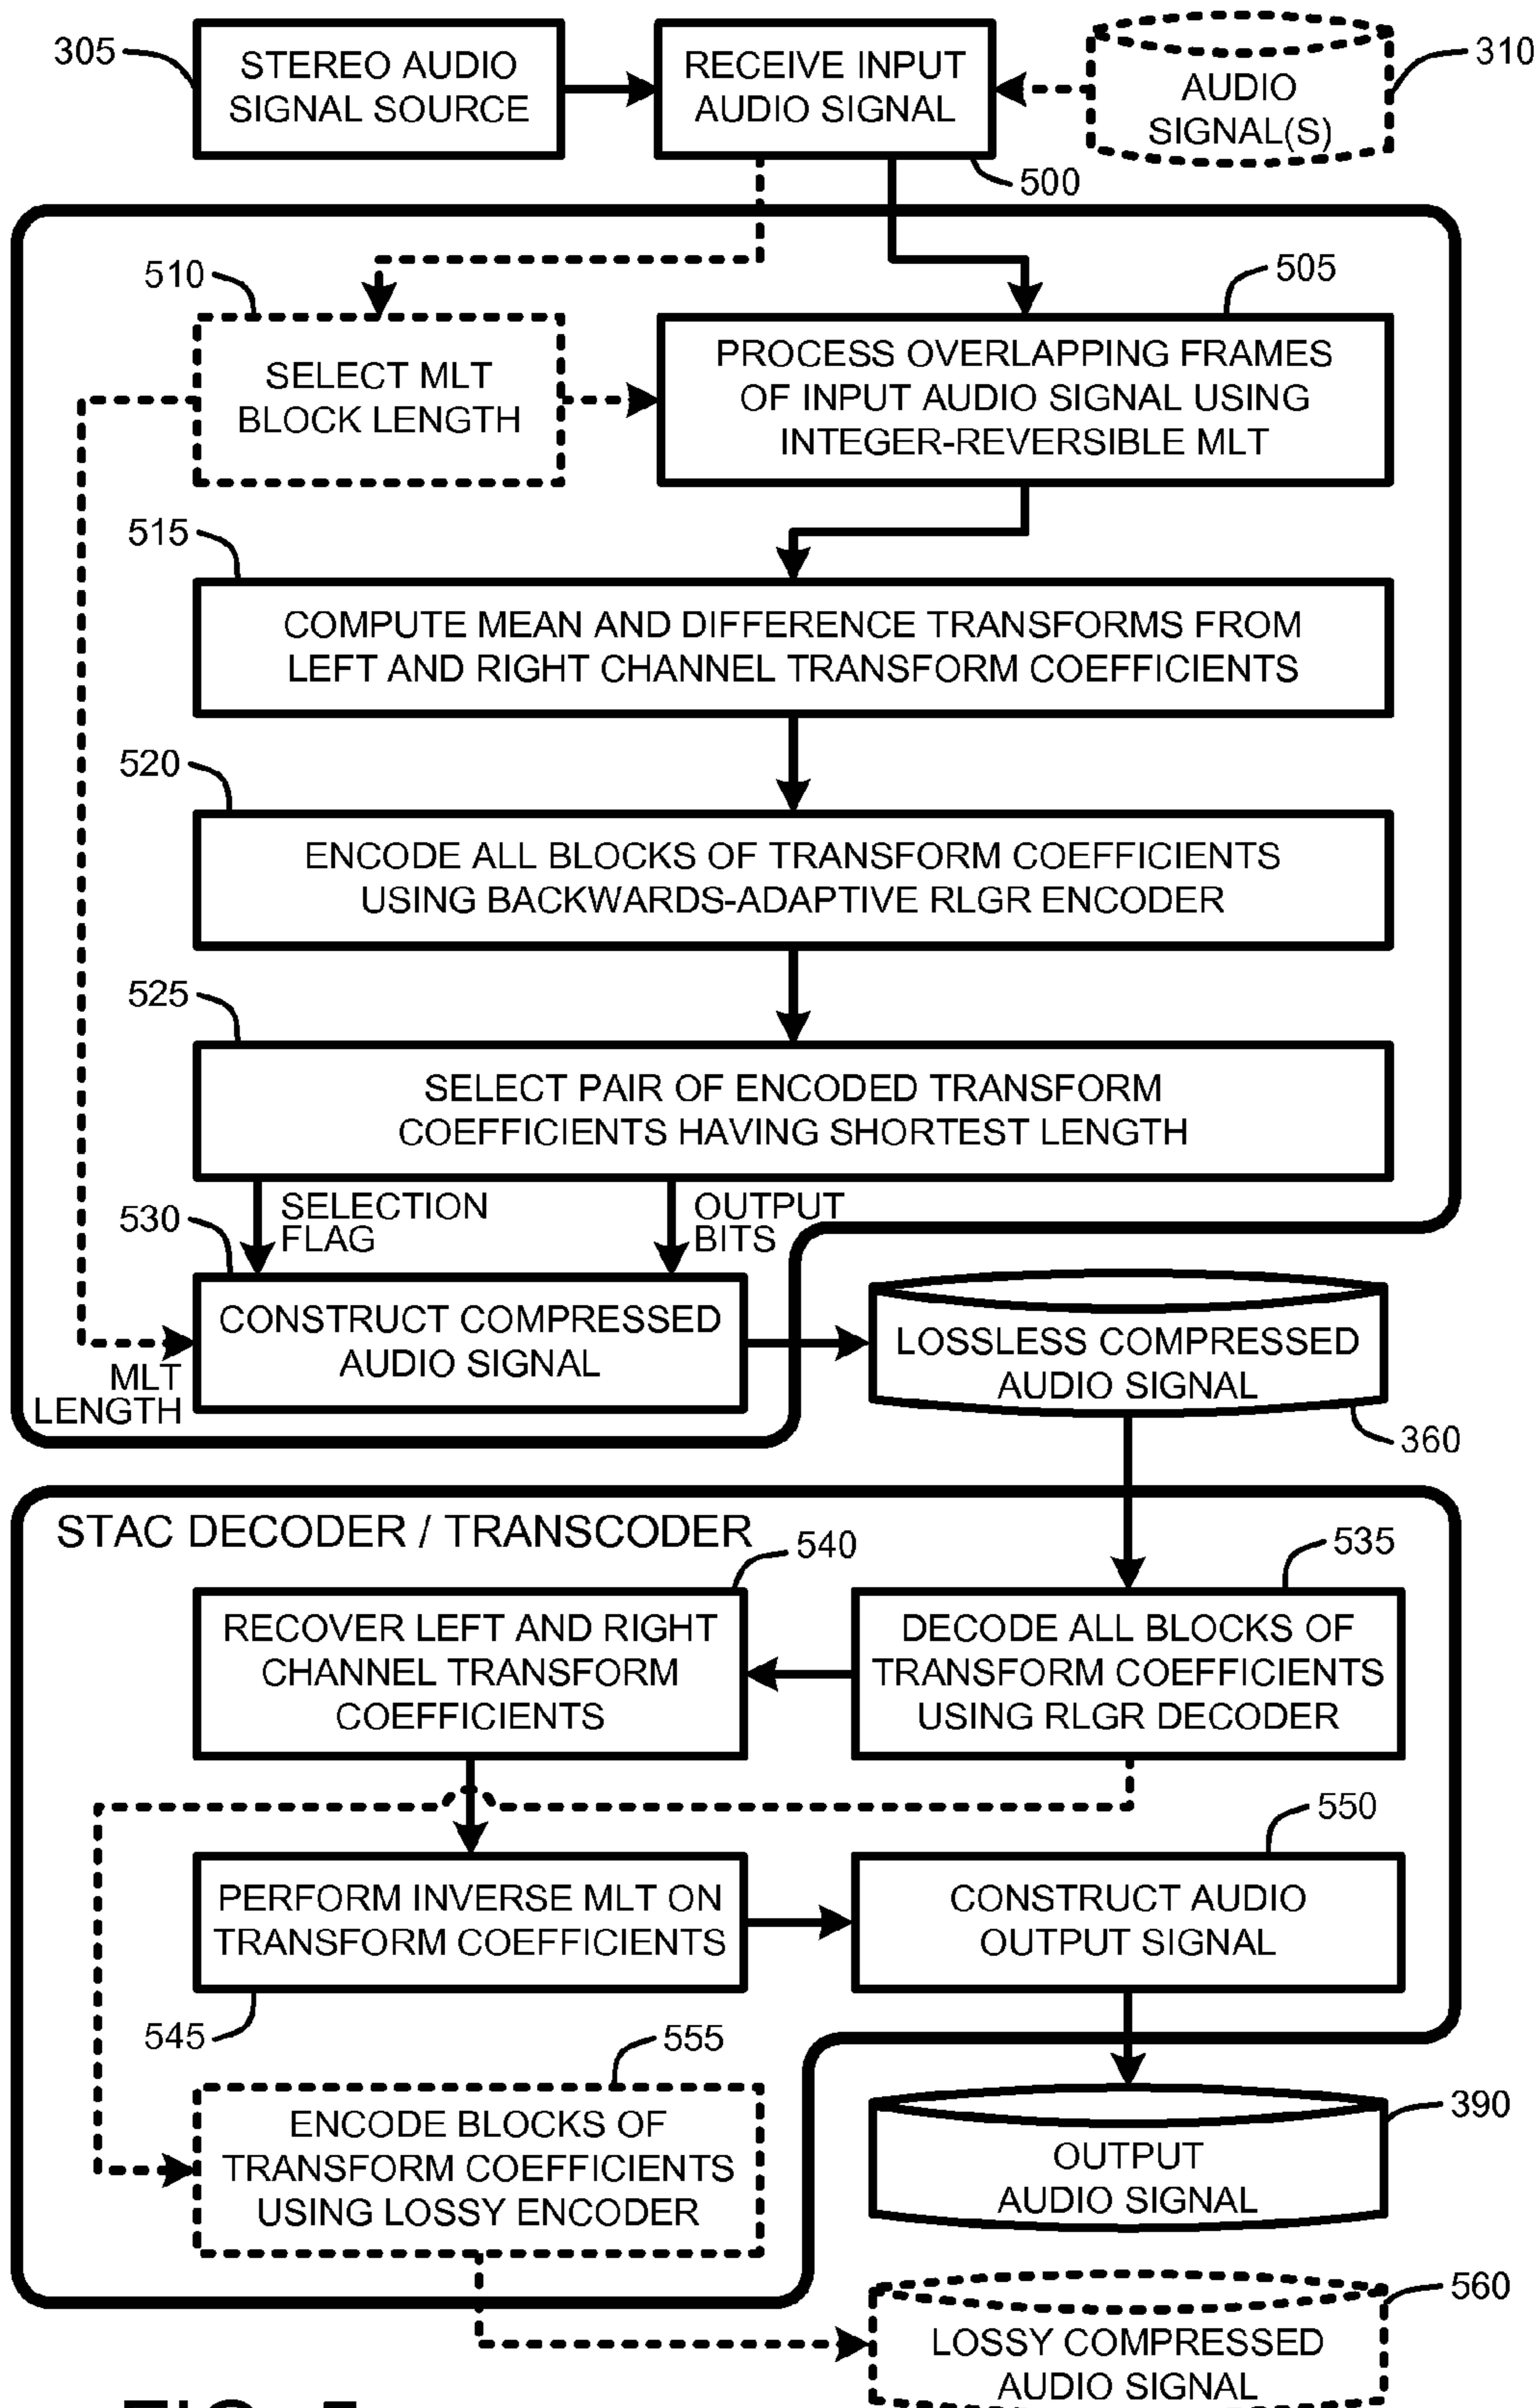 305
STEREO AUDIO
SIGNAL SOURCE
RECEIVE INPUT
AUDIO SIGNAL
AUDIO
SIGNAL(S)
310
500
510
505
SELECT MLT
BLOCK LENGTH
PROCESS OVERLAPPING FRAMES
OF INPUT AUDIO SIGNAL USING
INTEGER-REVERSIBLE MLT
515
COMPUTE MEAN AND DIFFERENCE TRANSFORMS FROM
LEFT AND RIGHT CHANNEL TRANSFORM COEFFICIENTS
520
ENCODE ALL BLOCKS OF TRANSFORM COEFFICIENTS
USING BACKWARDS-ADAPTIVE RLGR ENCODER
525
SELECT PAIR OF ENCODED TRANSFORM
COEFFICIENTS HAVING SHORTEST LENGTH
530
SELECTION
FLAG
OUTPUT
BITS
CONSTRUCT COMPRESSED
AUDIO SIGNAL
MLT
LENGTH
LOSSLESS COMPRESSED
AUDIO SIGNAL
360
STAC DECODER / TRANSCODER
540
535
RECOVER LEFT AND RIGHT
CHANNEL TRANSFORM
COEFFICIENTS
DECODE ALL BLOCKS OF
TRANSFORM COEFFICIENTS
USING RLGR DECODER
550
PERFORM INVERSE MLT ON
TRANSFORM COEFFICIENTS
CONSTRUCT AUDIO
OUTPUT SIGNAL
545
555
ENCODE BLOCKS OF
TRANSFORM COEFFICIENTS
USING LOSSY ENCODER
390
OUTPUT
AUDIO SIGNAL
560
LOSSY COMPRESSED
AUDIO SIGNAL